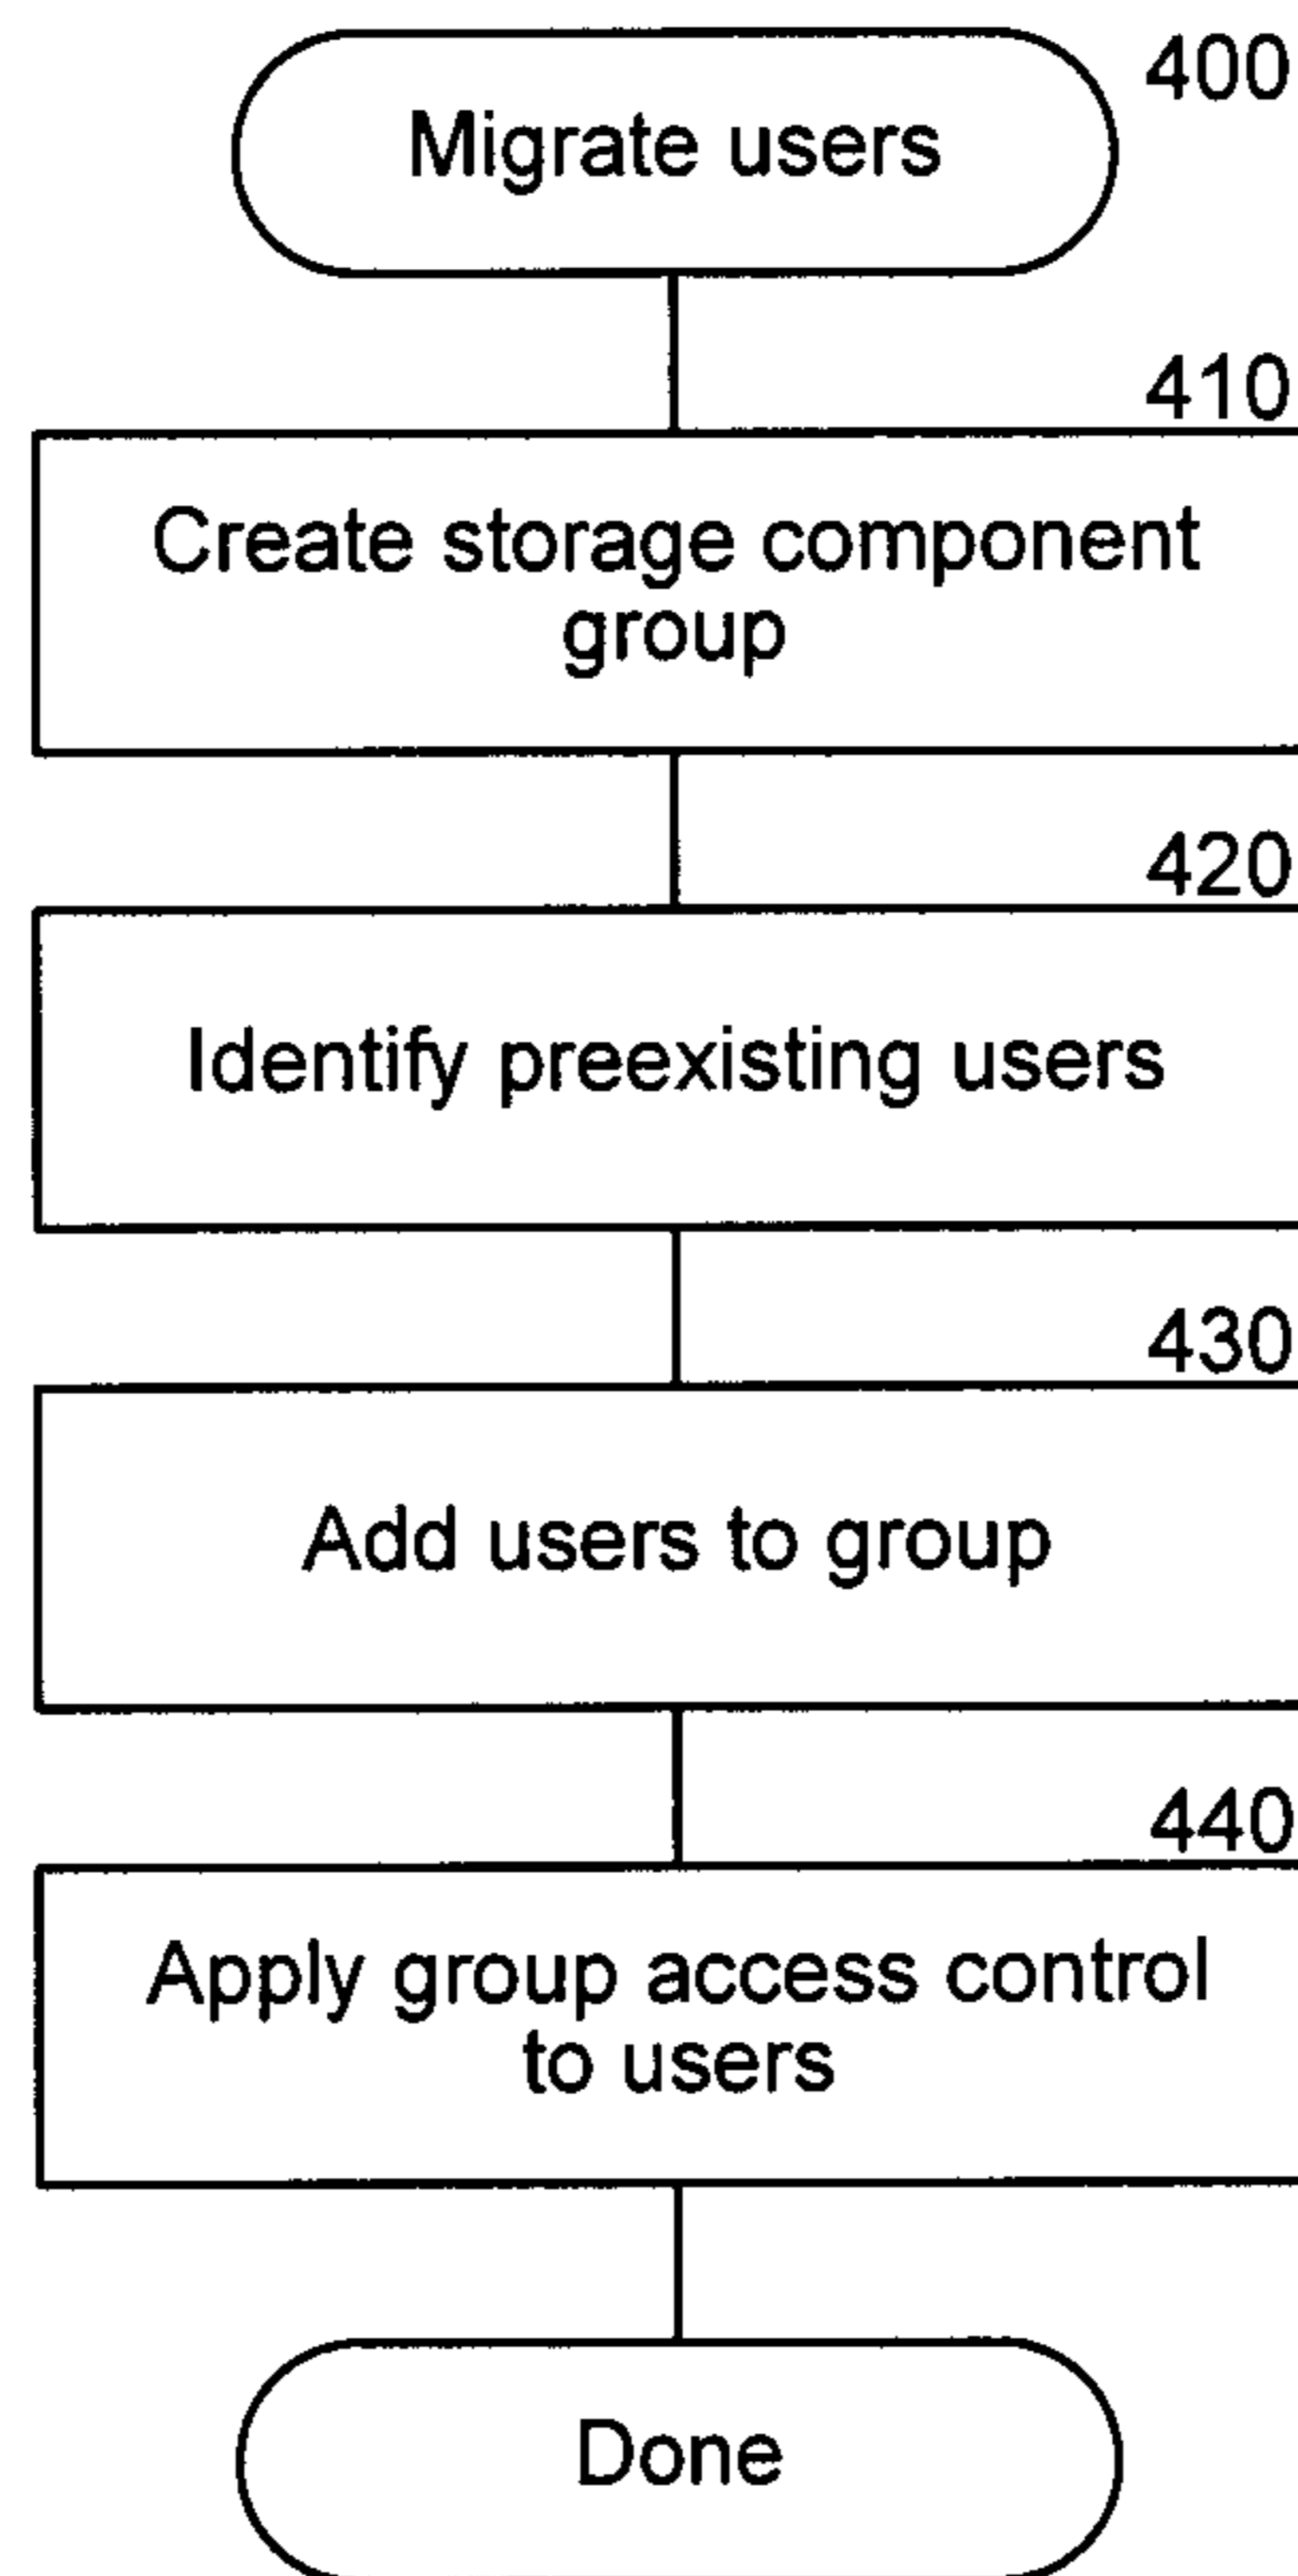 400
Migrate users
410
Create storage component
group
420
Identify preexisting users
430
Add users to group
440
Apply group access control
to users
Done